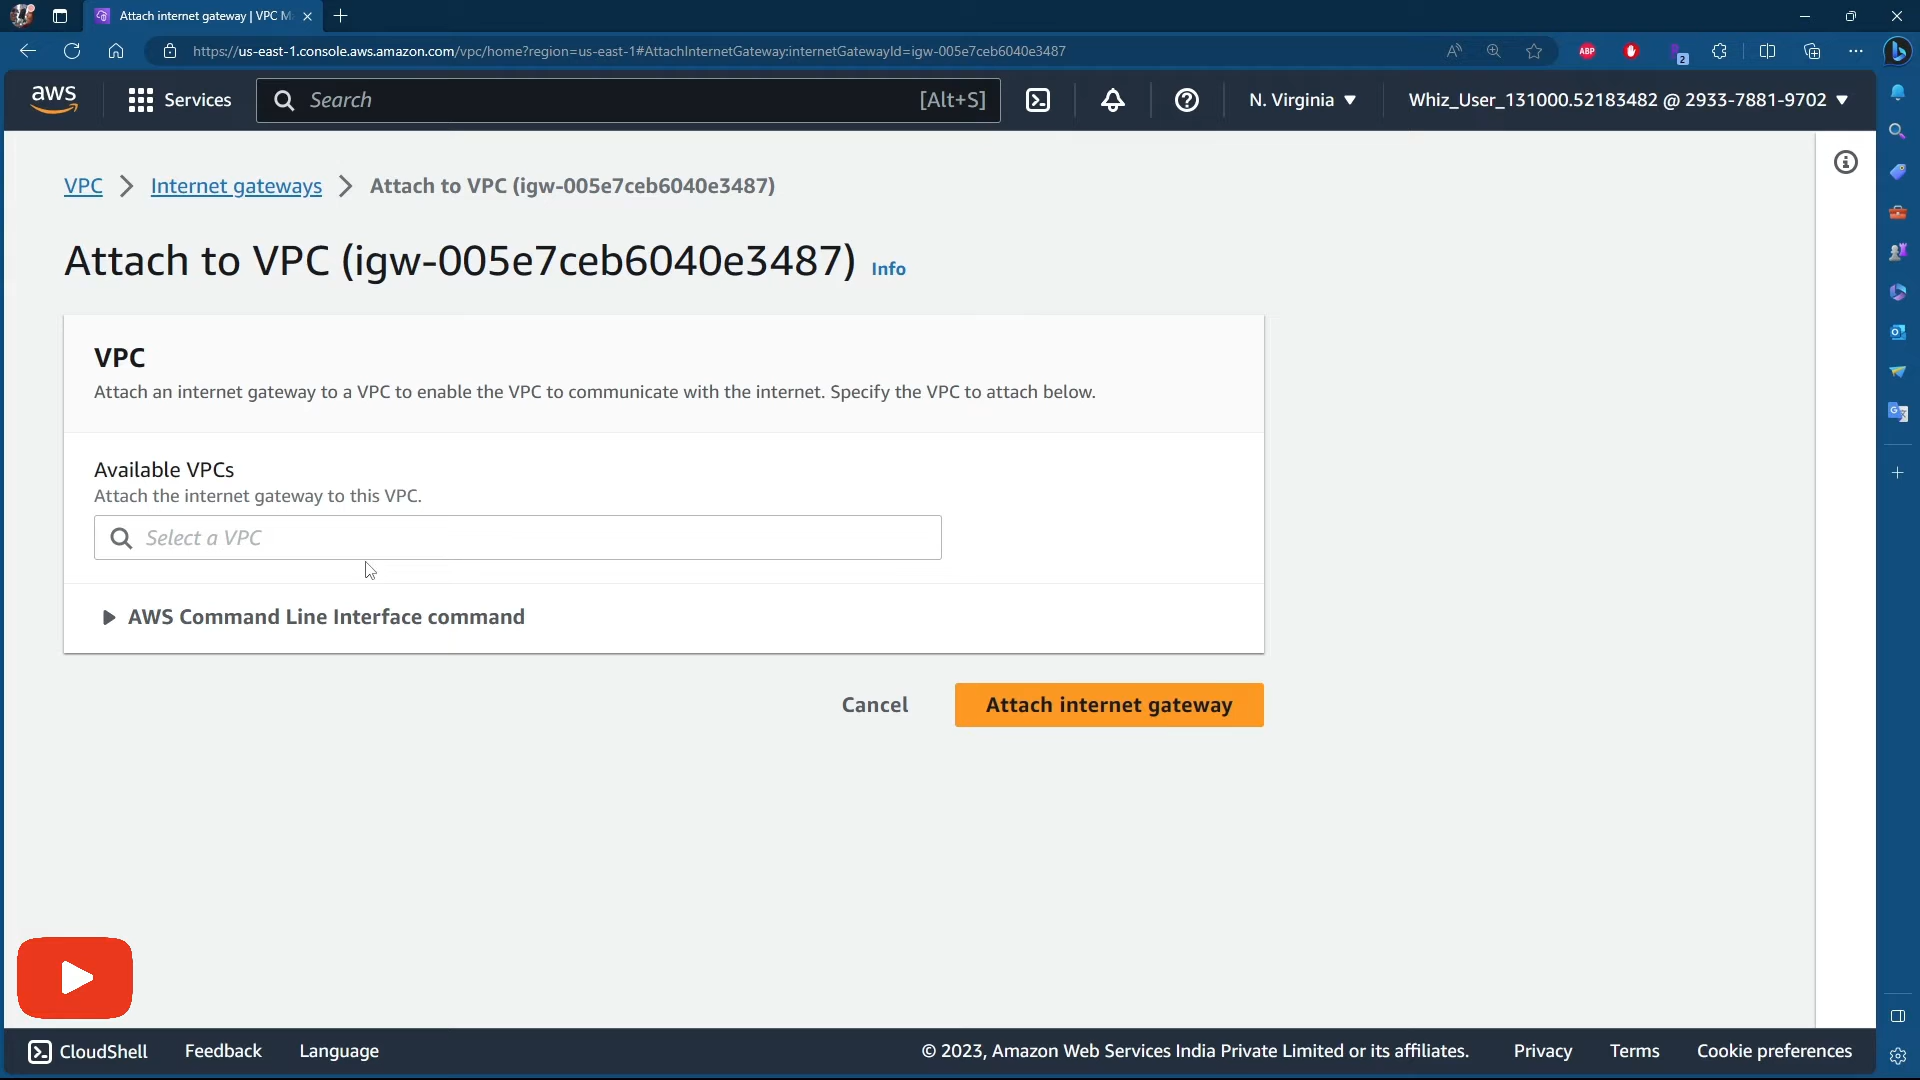 Attach internet gateway | VPC M
https://us-east-1.console.aws.amazon.com/vpc/home?region=us-east-1#AttachInternetGateway:internetGatewayId=igw-005e7ceb6040e3487
ABP
2
aws
Services
Search
[Alt+S]
N. Virginia
Whiz_User_131000.52183482 @ 2933-7881-9702
VPC > Internet gateways > Attach to VPC (igw-005e7ceb6040e3487)
Attach to VPC (igw-005e7ceb6040e3487) Info
VPC
Attach an internet gateway to a VPC to enable the VPC to communicate with the internet. Specify the VPC to attach below.
Available VPCs
Attach the internet gateway to this VPC.
Select a VPC
AWS Command Line Interface command
Cancel
Attach internet gateway
CloudShell
Feedback
Language
© 2023, Amazon Web Services India Private Limited or its affiliates.
Privacy
Terms
Cookie preferences